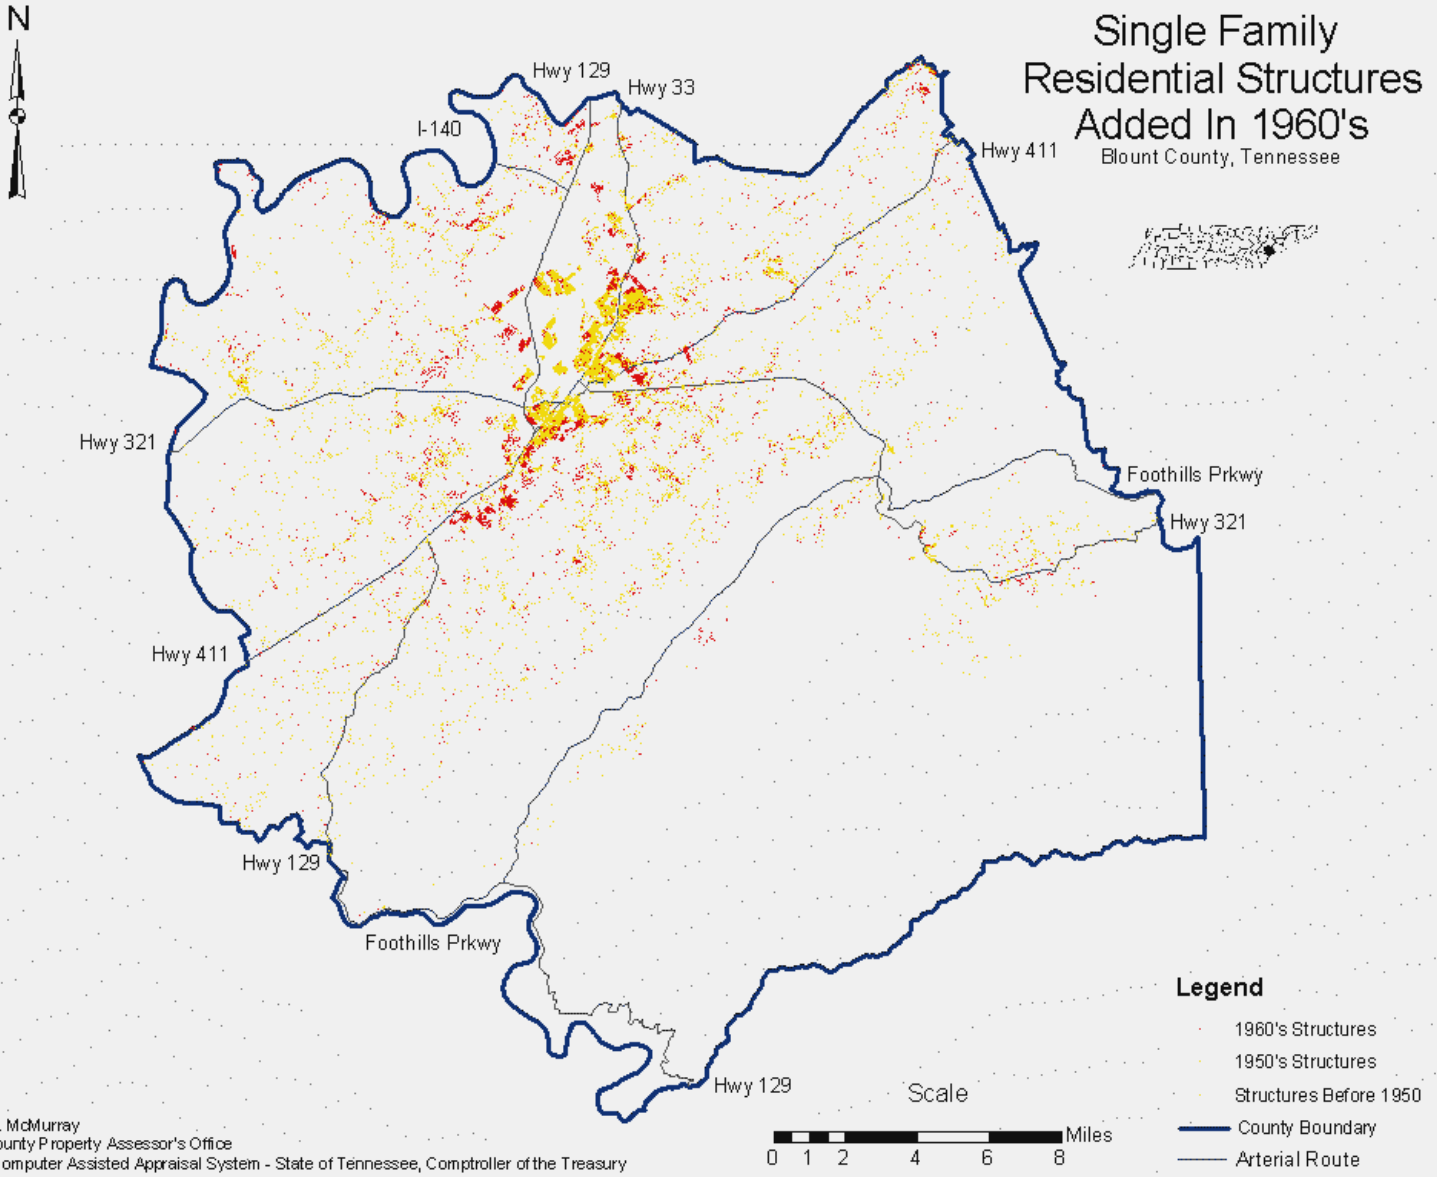 N
Single Family
Residential Structures
Added In 1960's
Blount County, Tennessee
Hwy 129
Hwy 33
I-140
Hwy 411
Hwy 321
Foothills Prkwy
Hwy 321
Hwy 411
Hwy 129
Foothills Prkwy
Hwy 129
Legend
1960's Structures
1950's Structures
Structures Before 1950
County Boundary
Arterial Route
Scale
Miles
0 1 2 4 6 8
. McMurray
ounty Property Assessor's Office
omputer Assisted Appraisal System - State of Tennessee, Comptroller of the Treasury